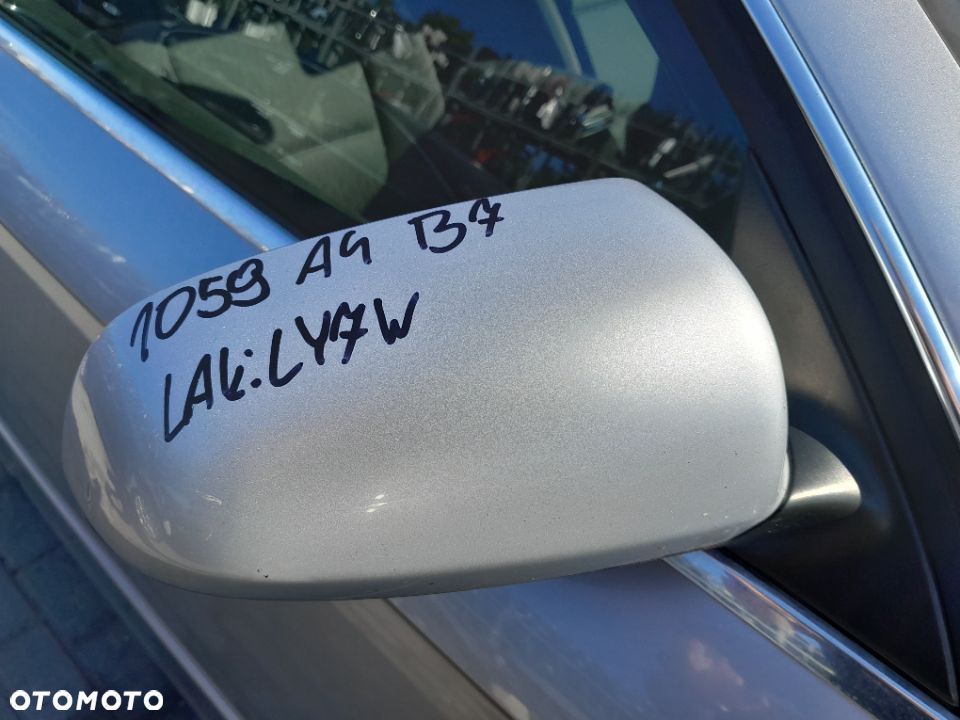 1059 A4 B7
LAk:LY7W
OTOMOTO